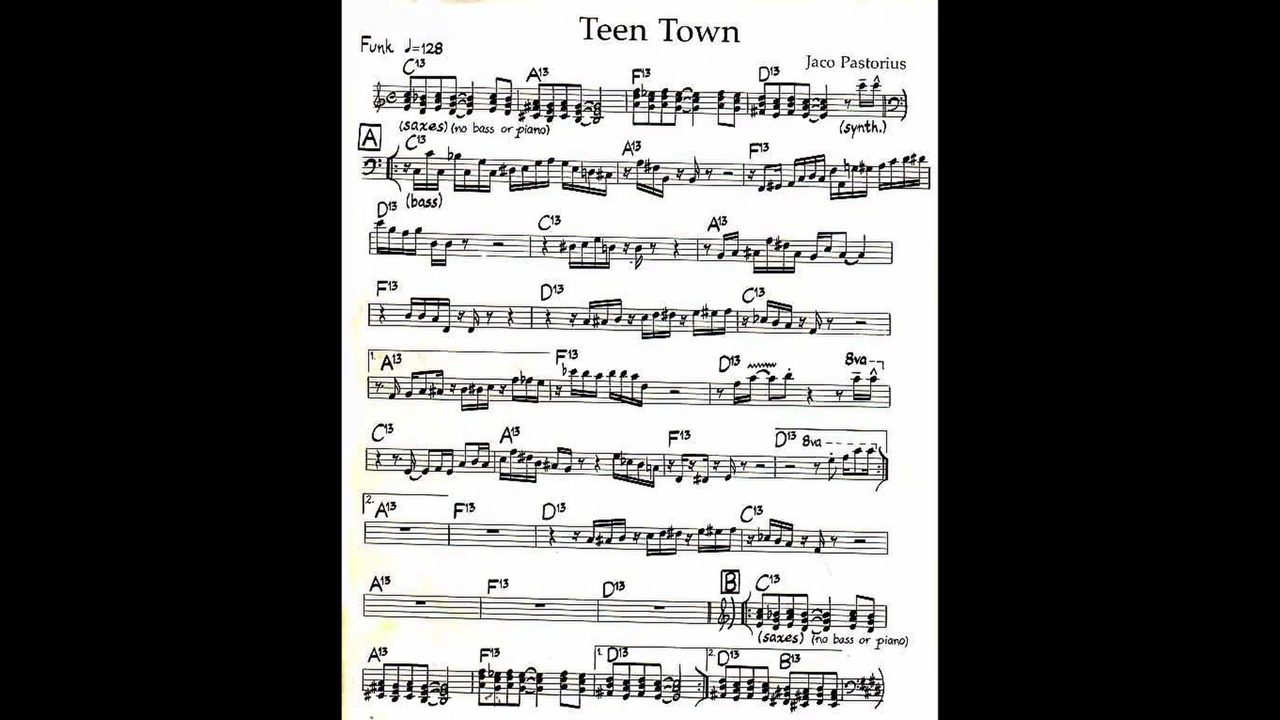 Teen Town
Funk ♩=128
Jaco Pastorius
C13 A13 F13 D13
(saxes) (no bass or piano) (synth.)
A C13 A13 F13
(bass)
D13 C13 A13
F13 D13 C13
1. A13 F13 D13 8va
C13 A13 F13 D13 8va
2. A13 F13 D13 C13
A13 F13 D13 B C13
(saxes) (no bass or piano)
A13 F13 1. D13 2. D13 B13